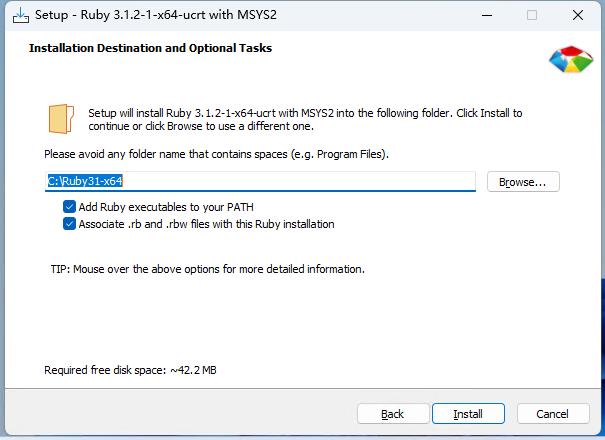 Setup - Ruby 3.1.2-1-x64-ucrt with MSYS2
Installation Destination and Optional Tasks
Setup will install Ruby 3.1.2-1-x64-ucrt with MSYS2 into the following folder. Click Install to
continue or click Browse to use a different one.
Please avoid any folder name that contains spaces (e.g. Program Files).
C:\Ruby31-x64
Browse...
Add Ruby executables to your PATH
Associate .rb and .rbw files with this Ruby installation
TIP: Mouse over the above options for more detailed information.
Required free disk space: ~42.2 MB
Back Install Cancel